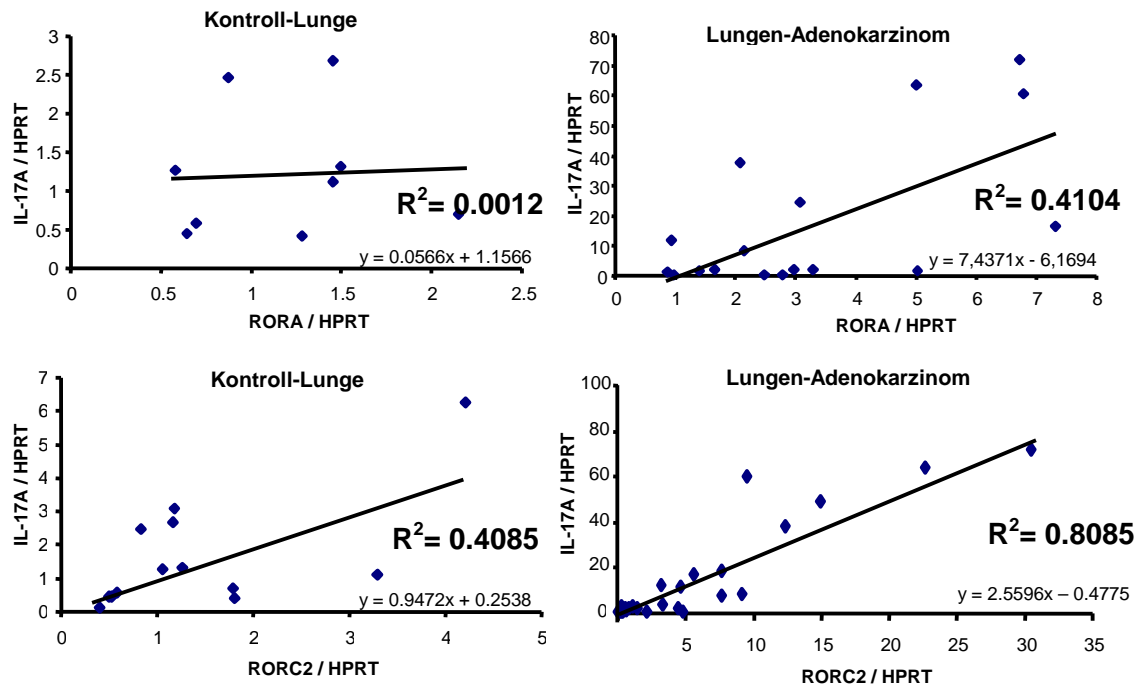 Kontroll-Lunge
IL-17A / HPRT
3
2.5
2
1.5
1
0.5
0
R²= 0.0012
y = 0.0566x + 1.1566
0 0.5 1 1.5 2 2.5
RORA / HPRT
Lungen-Adenokarzinom
IL-17A / HPRT
80
70
60
50
40
30
20
10
0
R²= 0.4104
y = 7,4371x - 6,1694
0 1 2 3 4 5 6 7 8
RORA / HPRT
Kontroll-Lunge
IL-17A / HPRT
7
6
5
4
3
2
1
0
R²= 0.4085
y = 0.9472x + 0.2538
0 1 2 3 4 5
RORC2 / HPRT
Lungen-Adenokarzinom
IL-17A / HPRT
100
80
60
40
20
0
R²= 0.8085
y = 2.5596x – 0.4775
5 10 15 20 25 30 35
RORC2 / HPRT